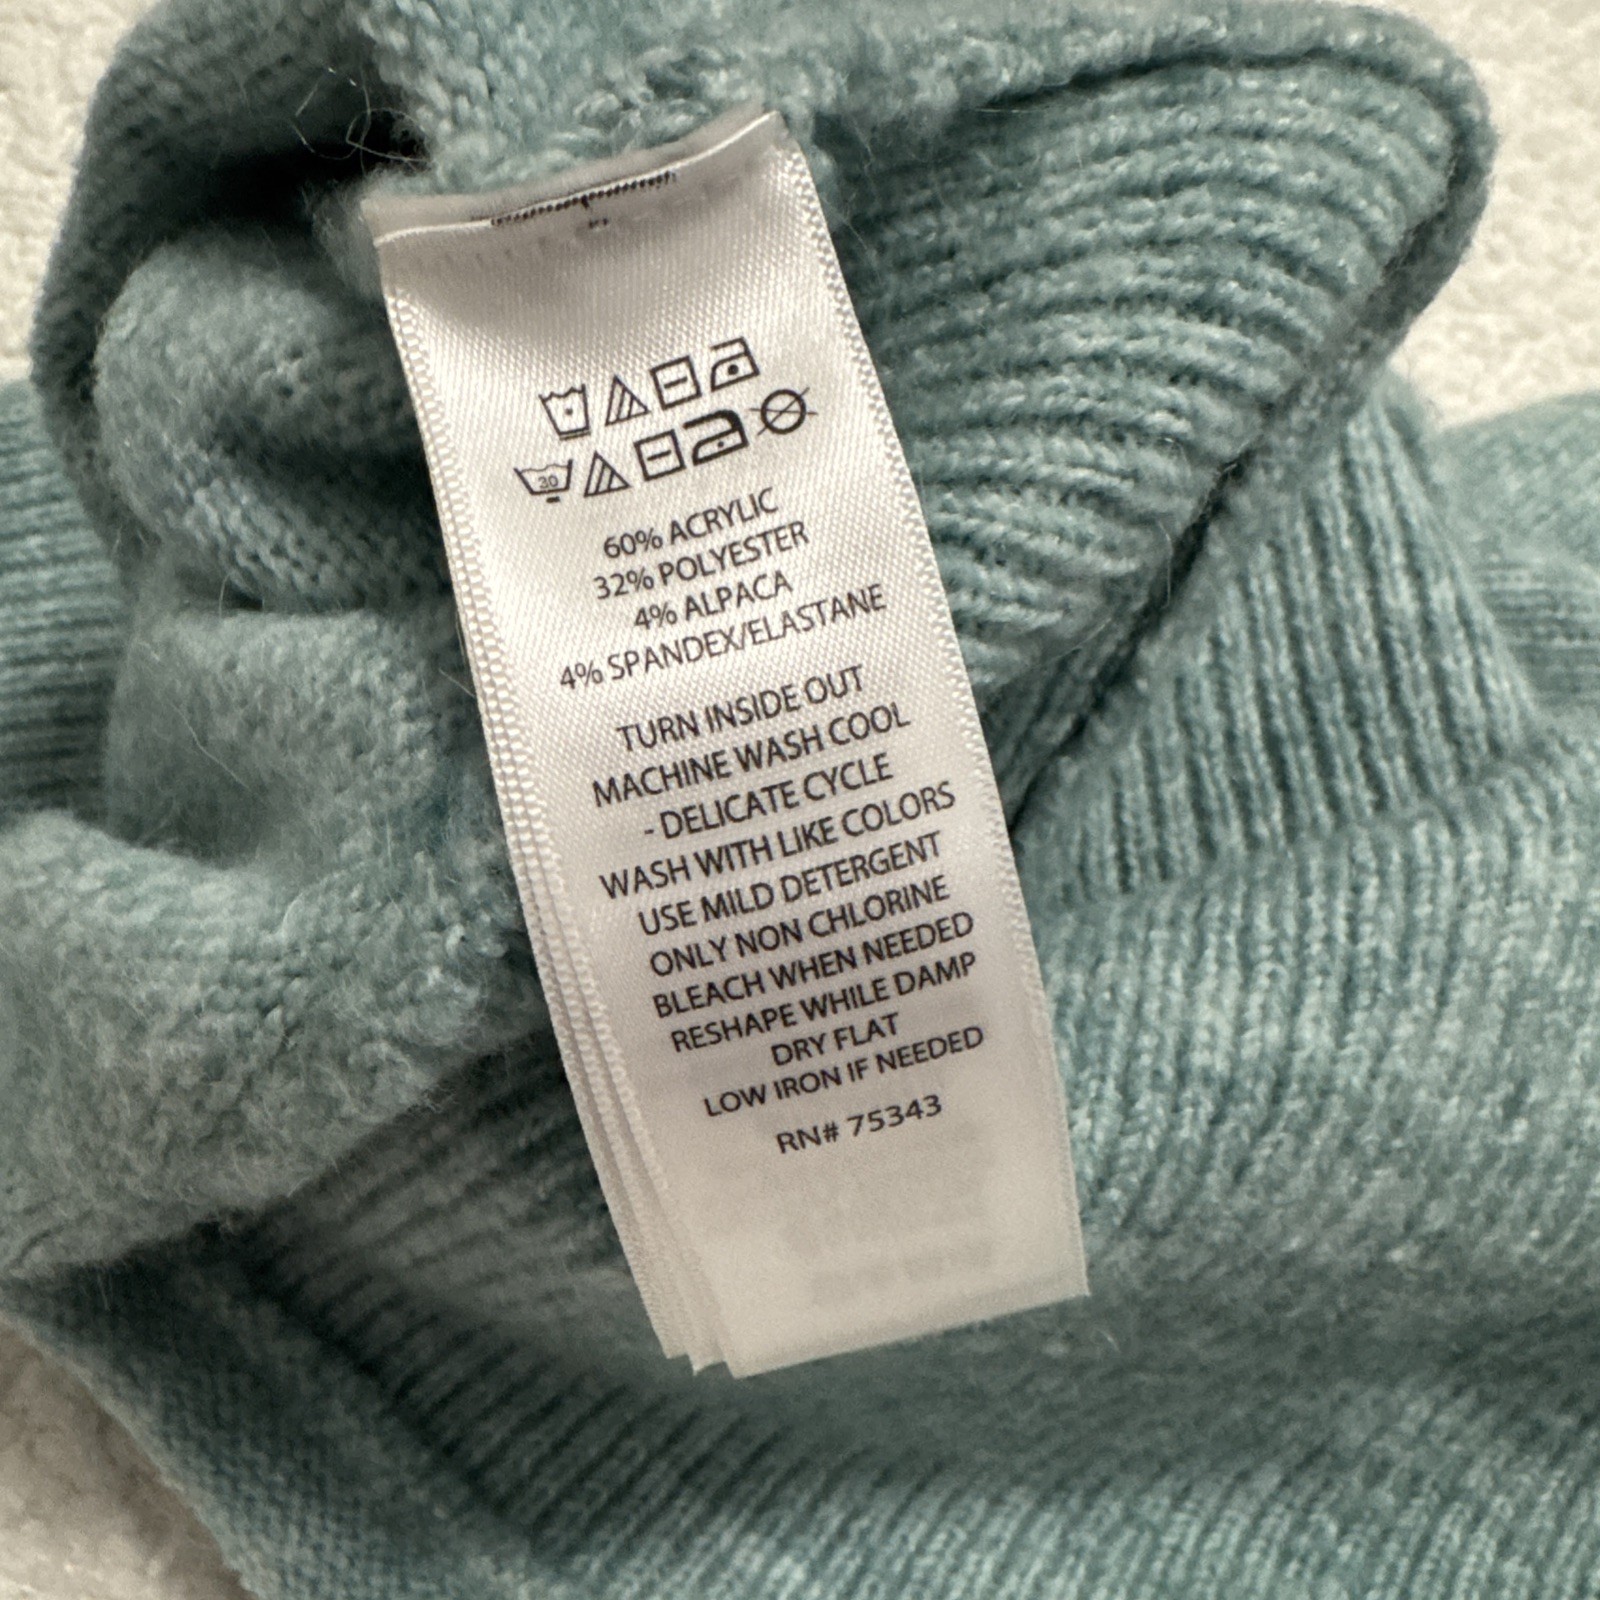 30
60% ACRYLIC
32% POLYESTER
4% ALPACA
4% SPANDEX/ELASTANE
TURN INSIDE OUT
MACHINE WASH COOL
- DELICATE CYCLE
WASH WITH LIKE COLORS
USE MILD DETERGENT
ONLY NON CHLORINE
BLEACH WHEN NEEDED
RESHAPE WHILE DAMP
DRY FLAT
LOW IRON IF NEEDED
RN# 75343